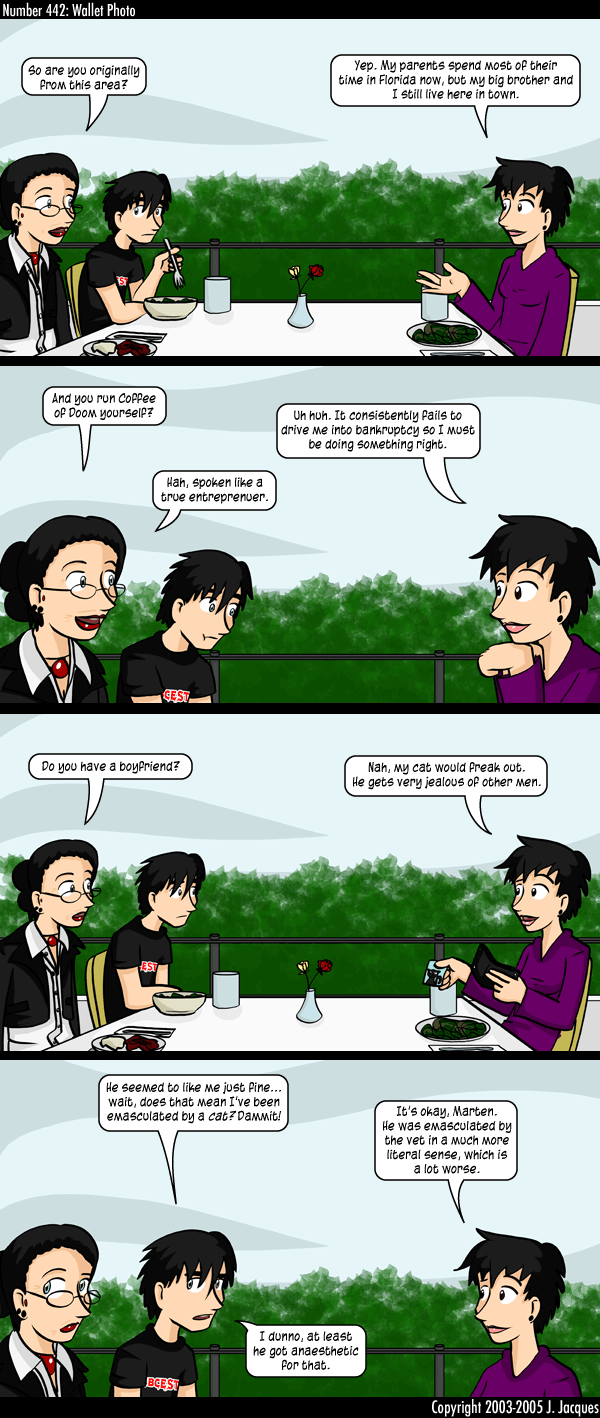 Number 442: Wallet Photo
So are you originally
from this area?
Yep. My parents spend most of their
time in Florida now, but my big brother and
I still live here in town.
EST
And you run Coffee
of Doom yourself?
Uh huh. It consistently fails to
drive me into bankruptcy so I must
be doing something right.
Hah, spoken like a
true entreprenuer.
BCEST
Do you have a boyfriend?
Nah, my cat would freak out.
He gets very jealous of other men.
EST
He seemed to like me just fine...
wait, does that mean I've been
emasculated by a cat? Dammit!
It's okay, Marten.
He was emasculated by
the vet in a much more
literal sense, which is
a lot worse.
I dunno, at least
he got anaesthetic
for that.
BCEST
Copyright 2003-2005 J. Jacques